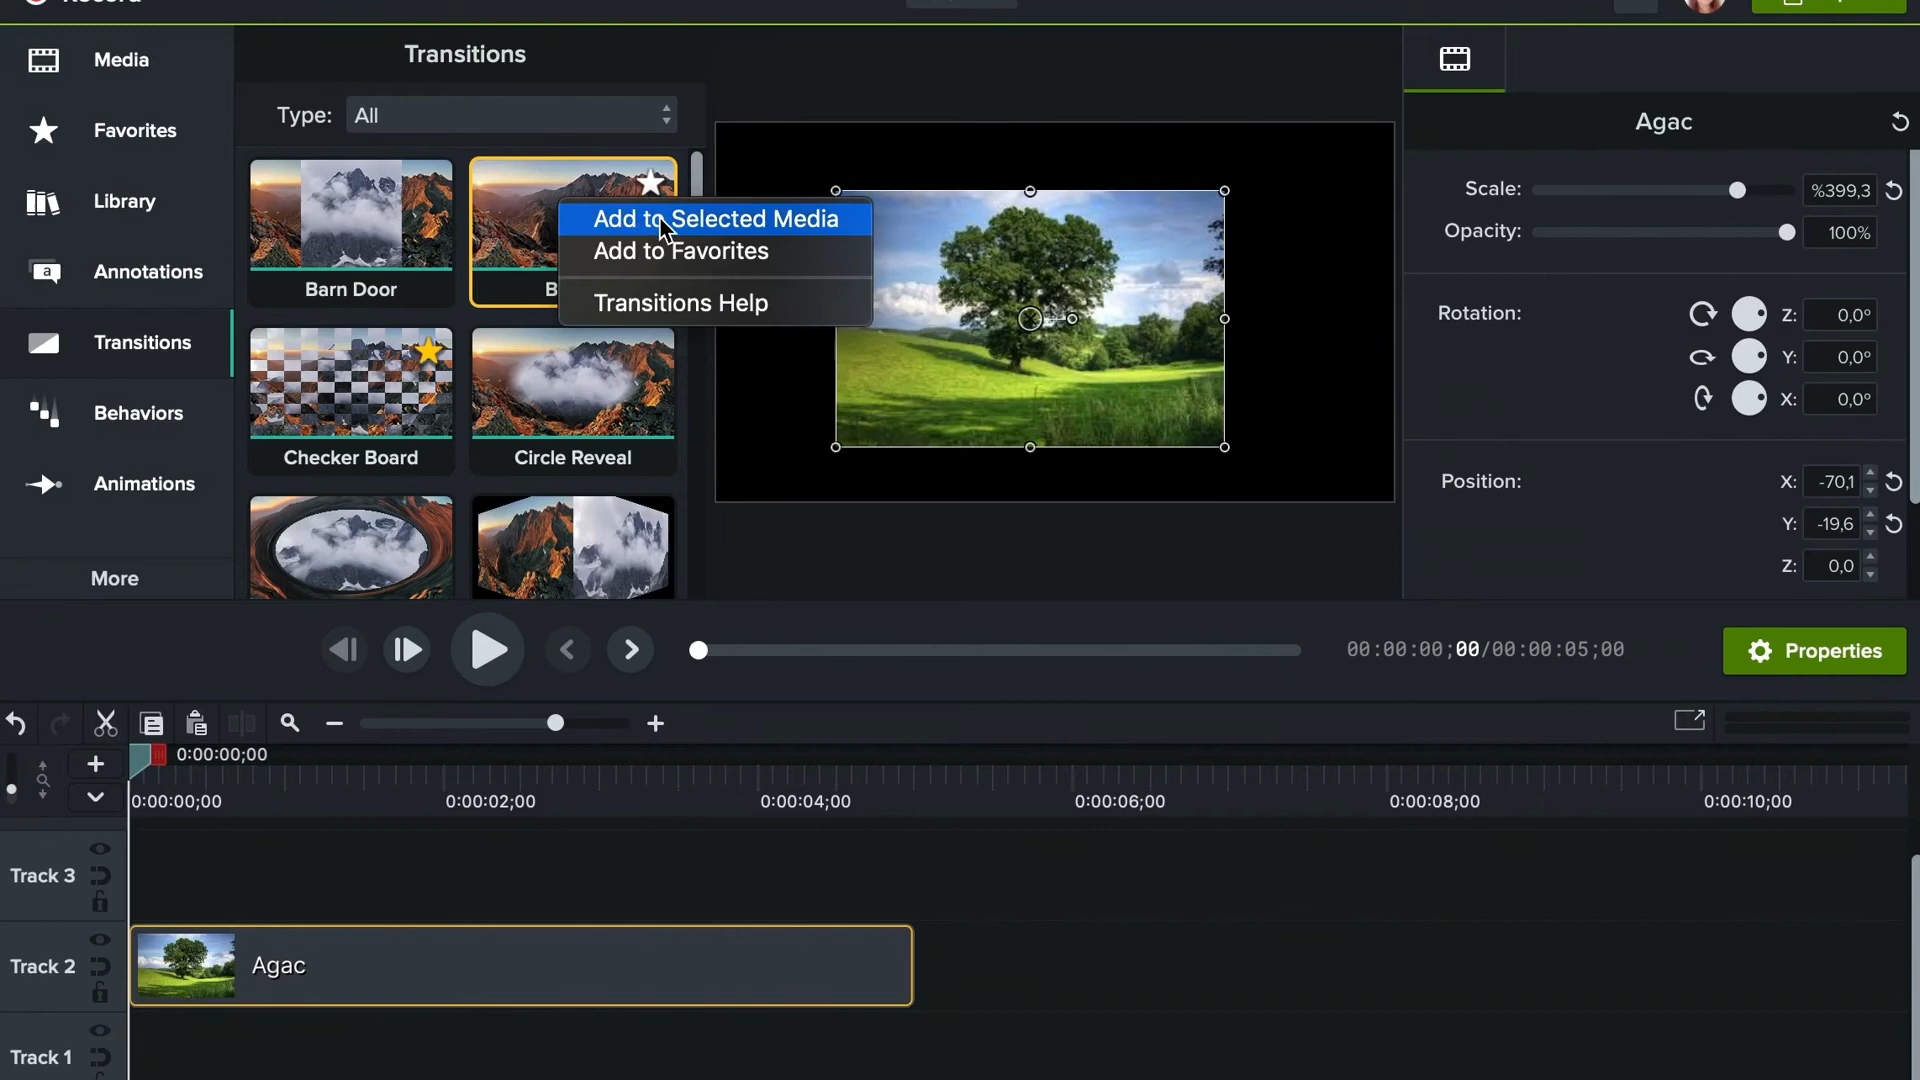 Media
Favorites
Library
Annotations
Transitions
Behaviors
Animations
More
Transitions
Type: All
Barn Door
Checker Board
Circle Reveal
Add to Selected Media
Add to Favorites
Transitions Help
Agac
Scale: %399,3
Opacity: 100%
Rotation: Z: 0,0º
Y: 0,0º
X: 0,0º
Position: X: -70,1
Y: -19,6
Z: 0,0
00:00:00;00/00:00:05;00
Properties
0:00:00;00
0:00:00;00 0:00:02;00 0:00:04;00 0:00:06;00 0:00:08;00 0:00:10;00
Track 3
Track 2
Agac
Track 1